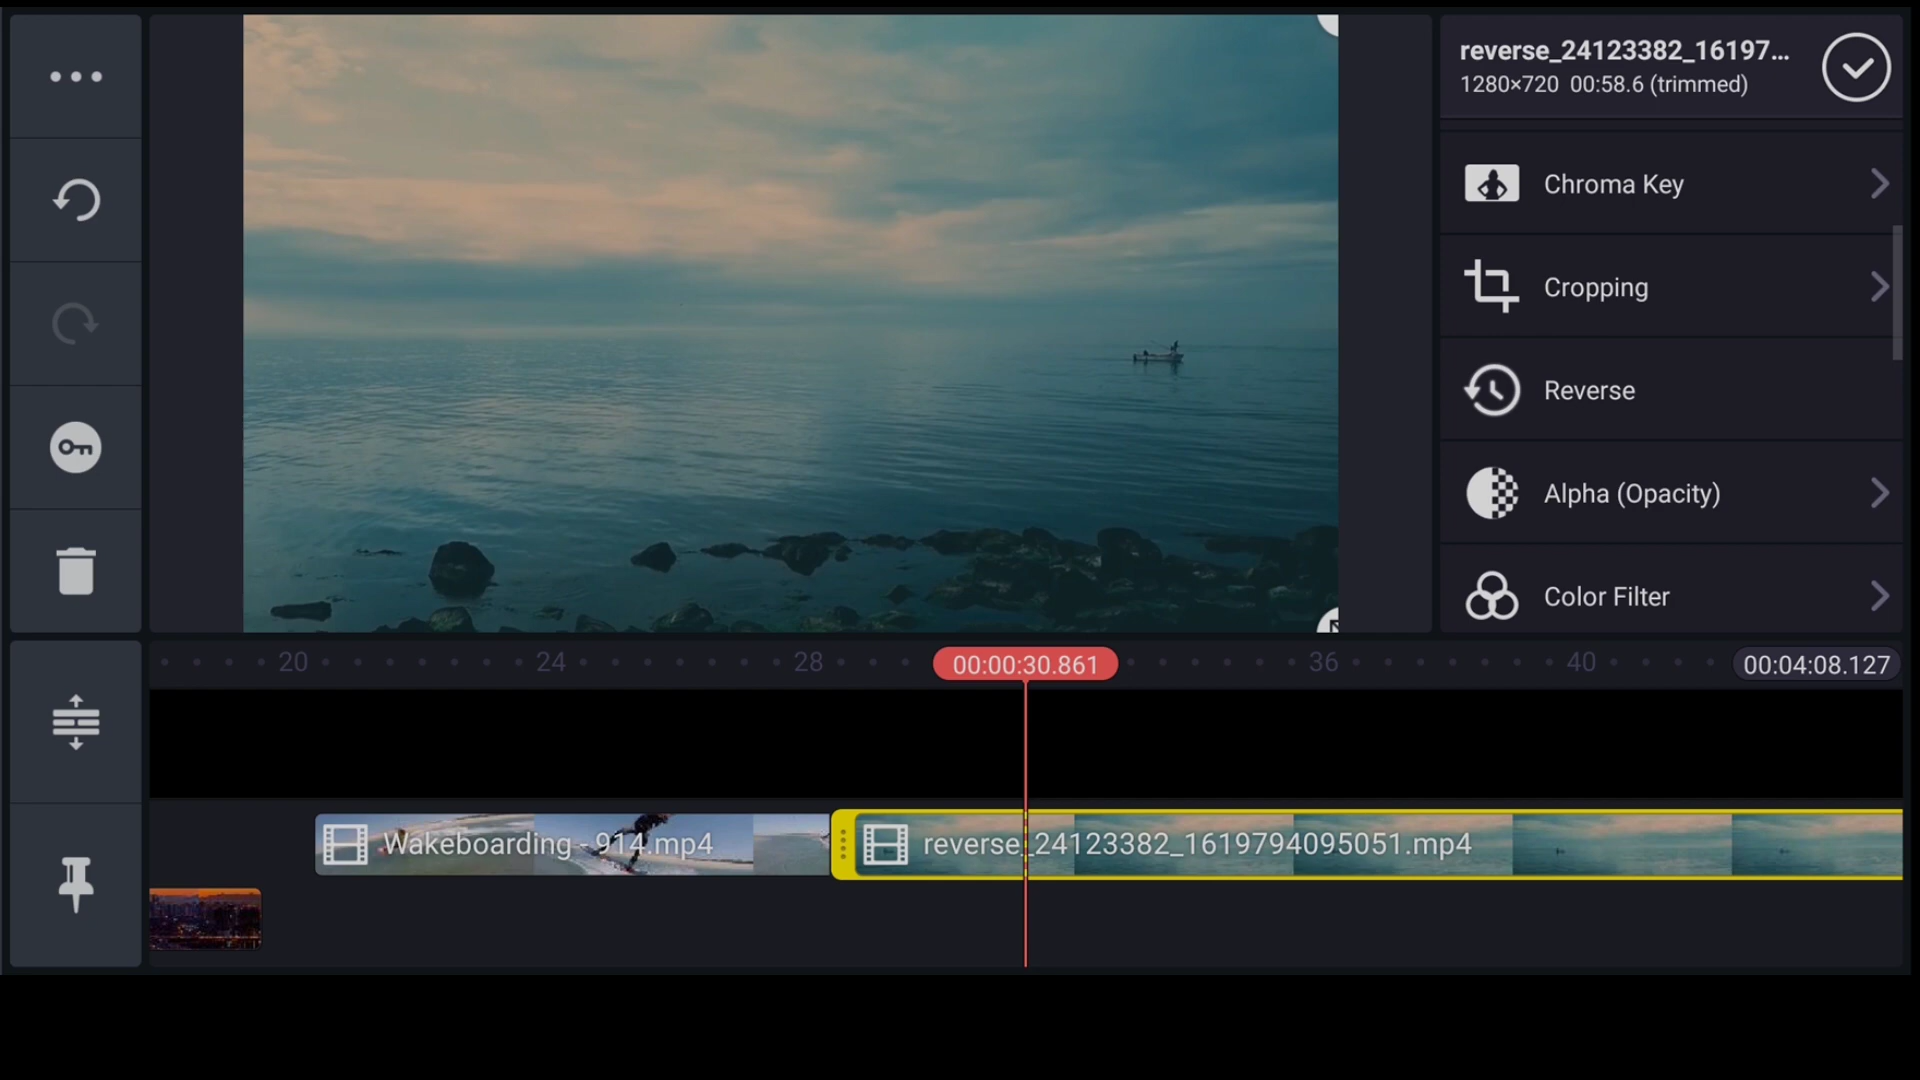 reverse_24123382_16197...
1280×720 00:58.6 (trimmed)
Chroma Key
Cropping
Reverse
Alpha (Opacity)
Color Filter
20 24 28 00:00:30.861 36 40 00:04:08.127
Wakeboarding - 914.mp4
reverse_24123382_1619794095051.mp4